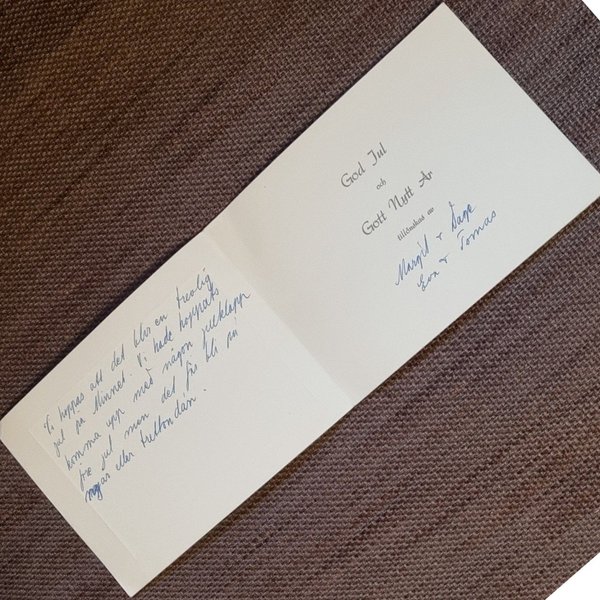 Vi hoppas att det blir en trevlig
jul på Minnet. Vi hade hoppats
komma upp med någon julklapp
före jul men det får bli på
nyår eller trettondan.
God Jul
och
Gott Nytt År
tillönskas av
Margit + Dage
Eva + Tomas